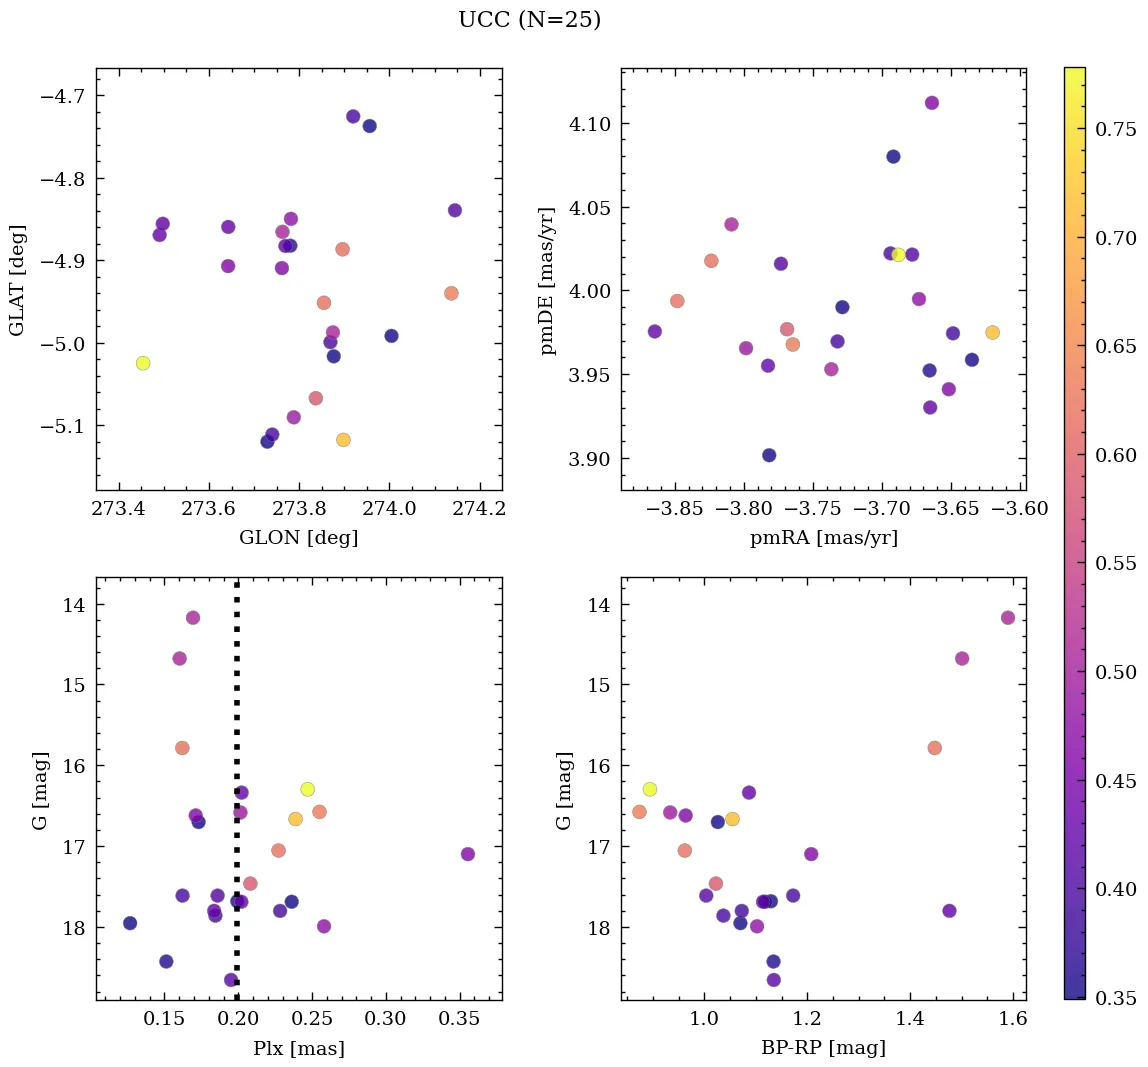 UCC (N=25)
−4.7
−4.8
−4.9
−5.0
−5.1
GLAT [deg]
273.4 273.6 273.8 274.0 274.2
GLON [deg]
4.10
4.05
4.00
3.95
3.90
pmDE [mas/yr]
−3.85 −3.80 −3.75 −3.70 −3.65 −3.60
pmRA [mas/yr]
14
15
16
17
18
G [mag]
0.15 0.20 0.25 0.30 0.35
Plx [mas]
14
15
16
17
18
G [mag]
1.0 1.2 1.4 1.6
BP-RP [mag]
0.75
0.70
0.65
0.60
0.55
0.50
0.45
0.40
0.35